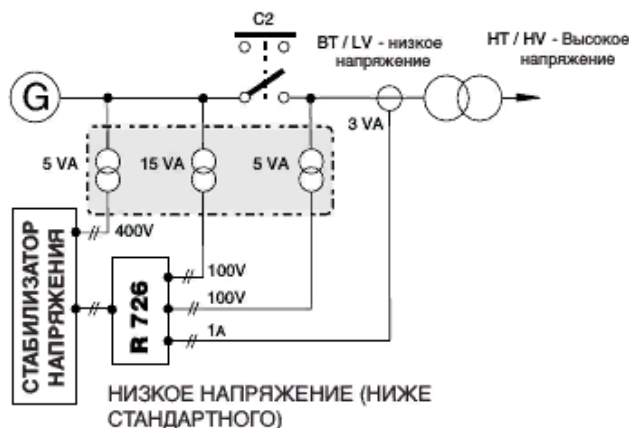 C2
BT / LV - низкое
напряжение
HT / HV - Высокое
напряжение
G
3 VA
5 VA
15 VA
5 VA
400V
СТАБИЛИЗАТОР
НАПРЯЖЕНИЯ
R 726
100V
100V
1A
НИЗКОЕ НАПРЯЖЕНИЕ (НИЖЕ
СТАНДАРТНОГО)